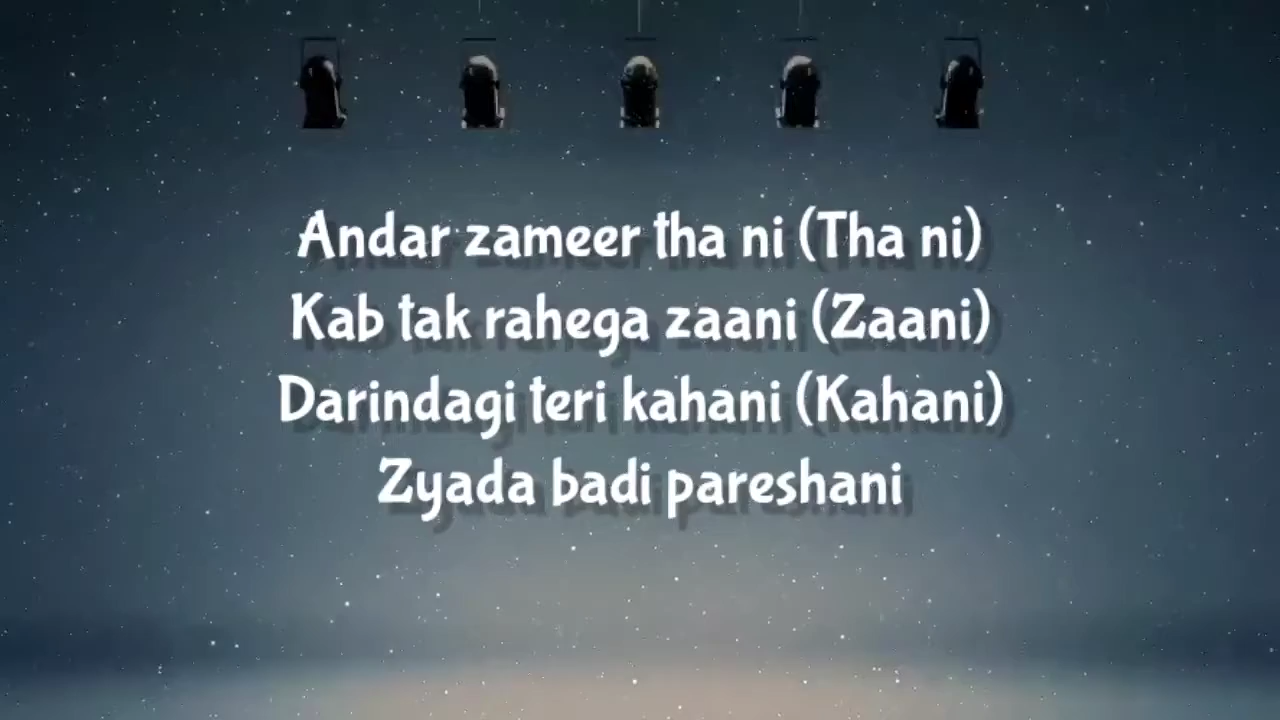 Andar zameer tha ni (Tha ni)
Kab tak rahega zaani (Zaani)
Darindagi teri kahani (Kahani)
Zyada badi pareshani